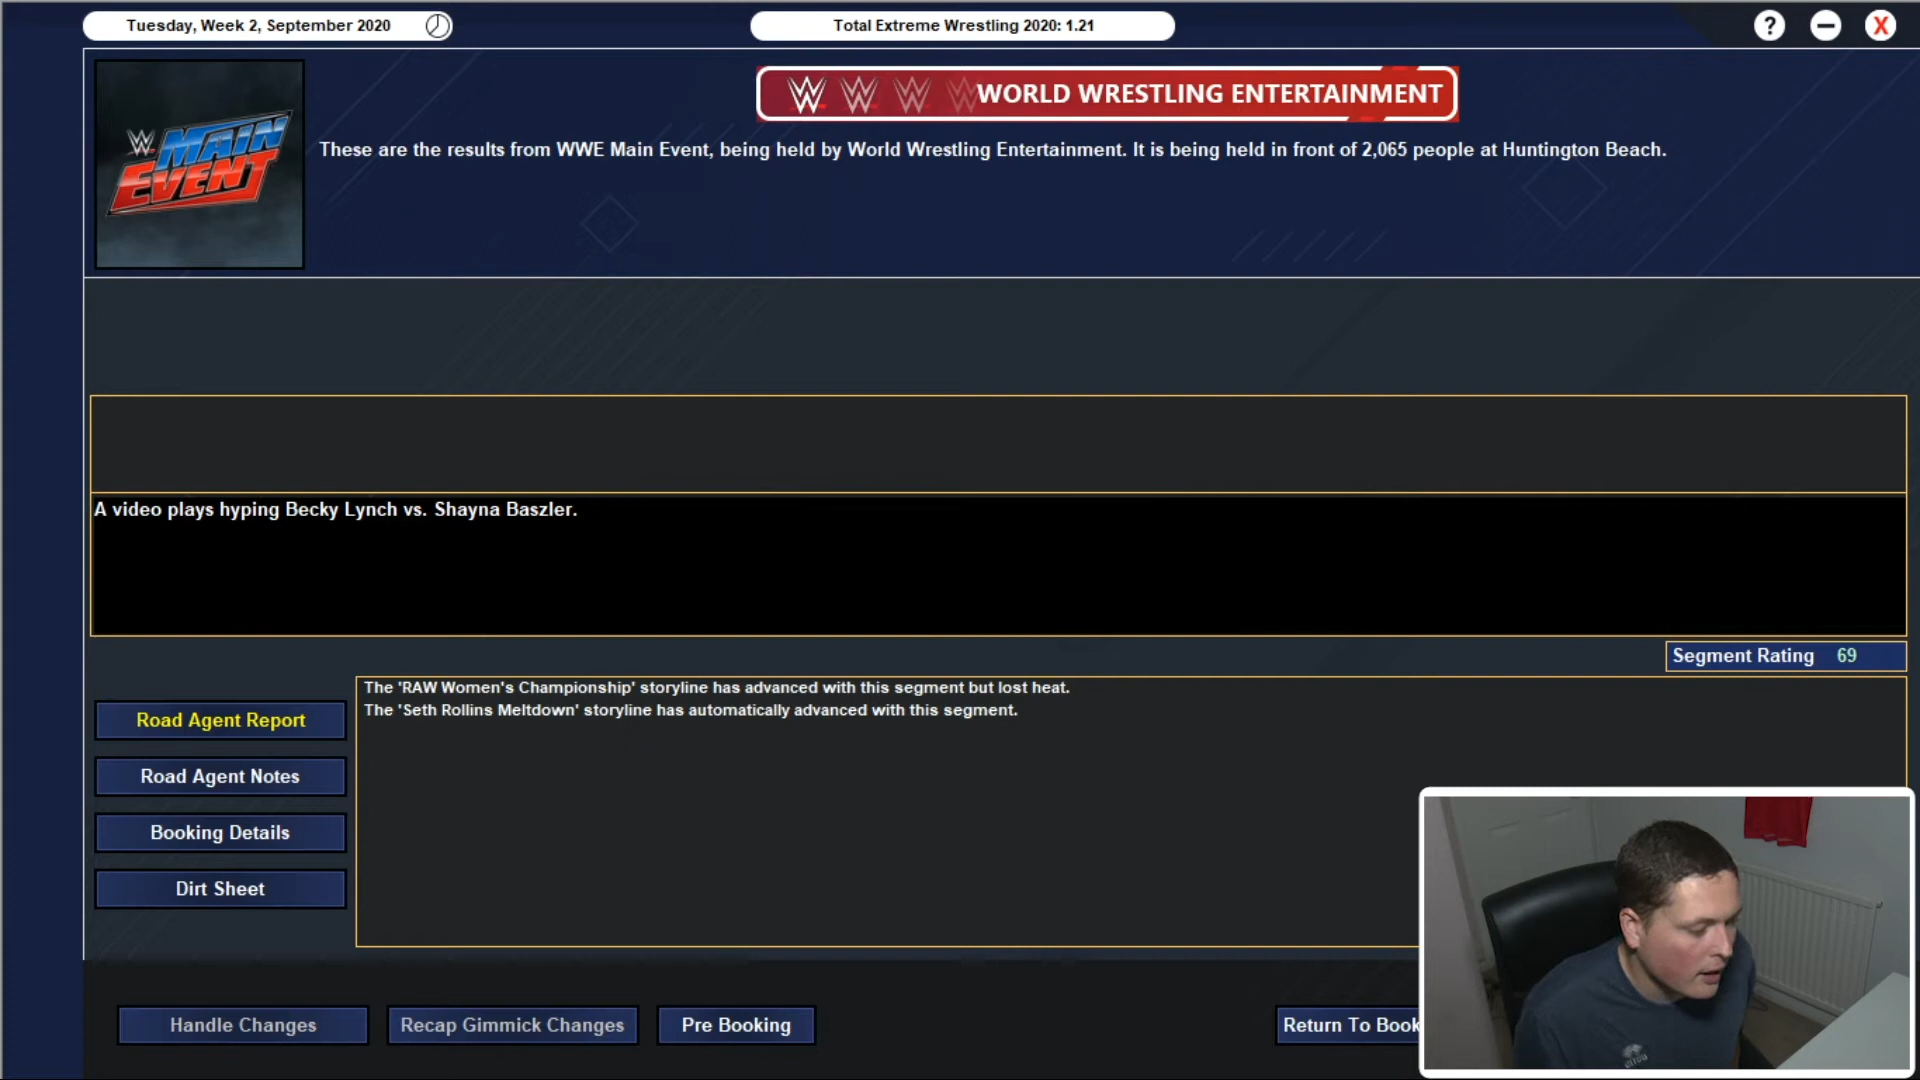 Tuesday, Week 2, September 2020
Total Extreme Wrestling 2020: 1.21
?
X
WORLD WRESTLING ENTERTAINMENT
MAIN EVENT
These are the results from WWE Main Event, being held by World Wrestling Entertainment. It is being held in front of 2,065 people at Huntington Beach.
A video plays hyping Becky Lynch vs. Shayna Baszler.
Segment Rating 69
The 'RAW Women's Championship' storyline has advanced with this segment but lost heat.
The 'Seth Rollins Meltdown' storyline has automatically advanced with this segment.
Road Agent Report
Road Agent Notes
Booking Details
Dirt Sheet
Handle Changes
Recap Gimmick Changes
Pre Booking
Return To Book